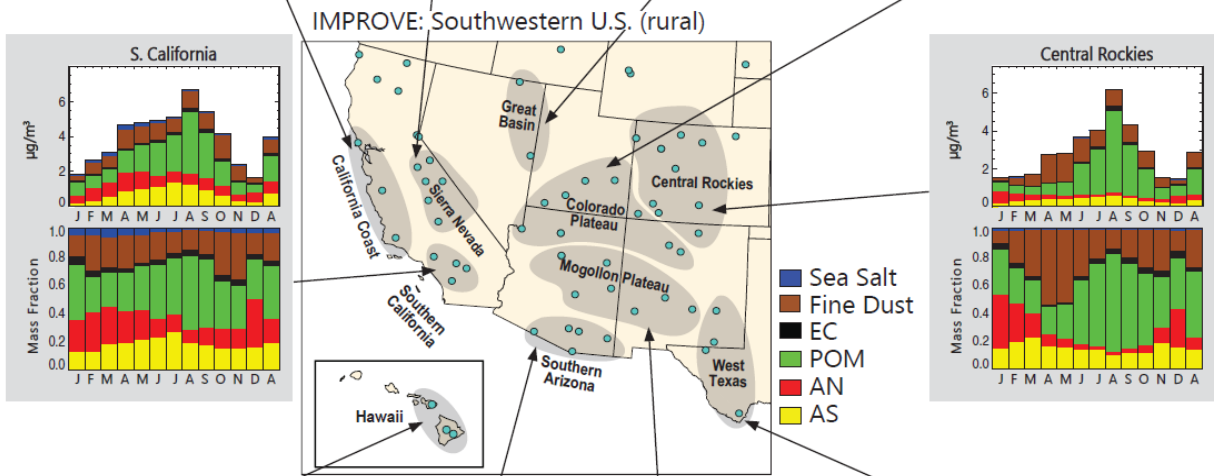 IMPROVE: Southwestern U.S. (rural)
S. California
6
4
2
0
µg/m³
J F M A M J J A S O N D A
1.0
0.8
0.6
0.4
0.2
0.0
Mass Fraction
J F M A M J J A S O N D A
Great
Basin
California Coast
Sierra Nevada
Central Rockies
Colorado
Plateau
Mogollon Plateau
Southern
California
Southern
Arizona
West
Texas
Hawaii
Sea Salt
Fine Dust
EC
POM
AN
AS
Central Rockies
6
4
2
0
µg/m³
J F M A M J J A S O N D A
1.0
0.8
0.6
0.4
0.2
0.0
Mass Fraction
J F M A M J J A S O N D A